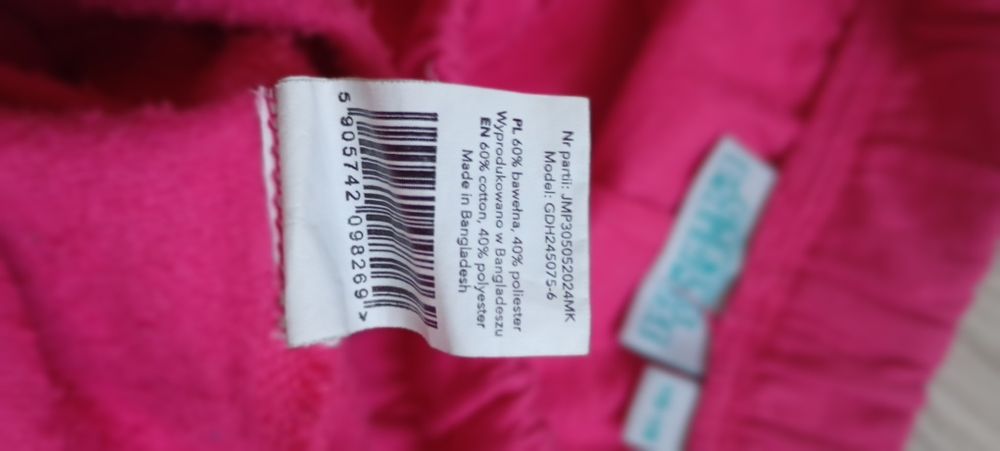 Nr partii: JMP305052024MK
Model: GDH245075-6
PL 60% bawełna, 40% poliester
Wyprodukowano w Bangladeszu
EN 60% cotton, 40% polyester
Made in Bangladesh
5 905742 098269 >